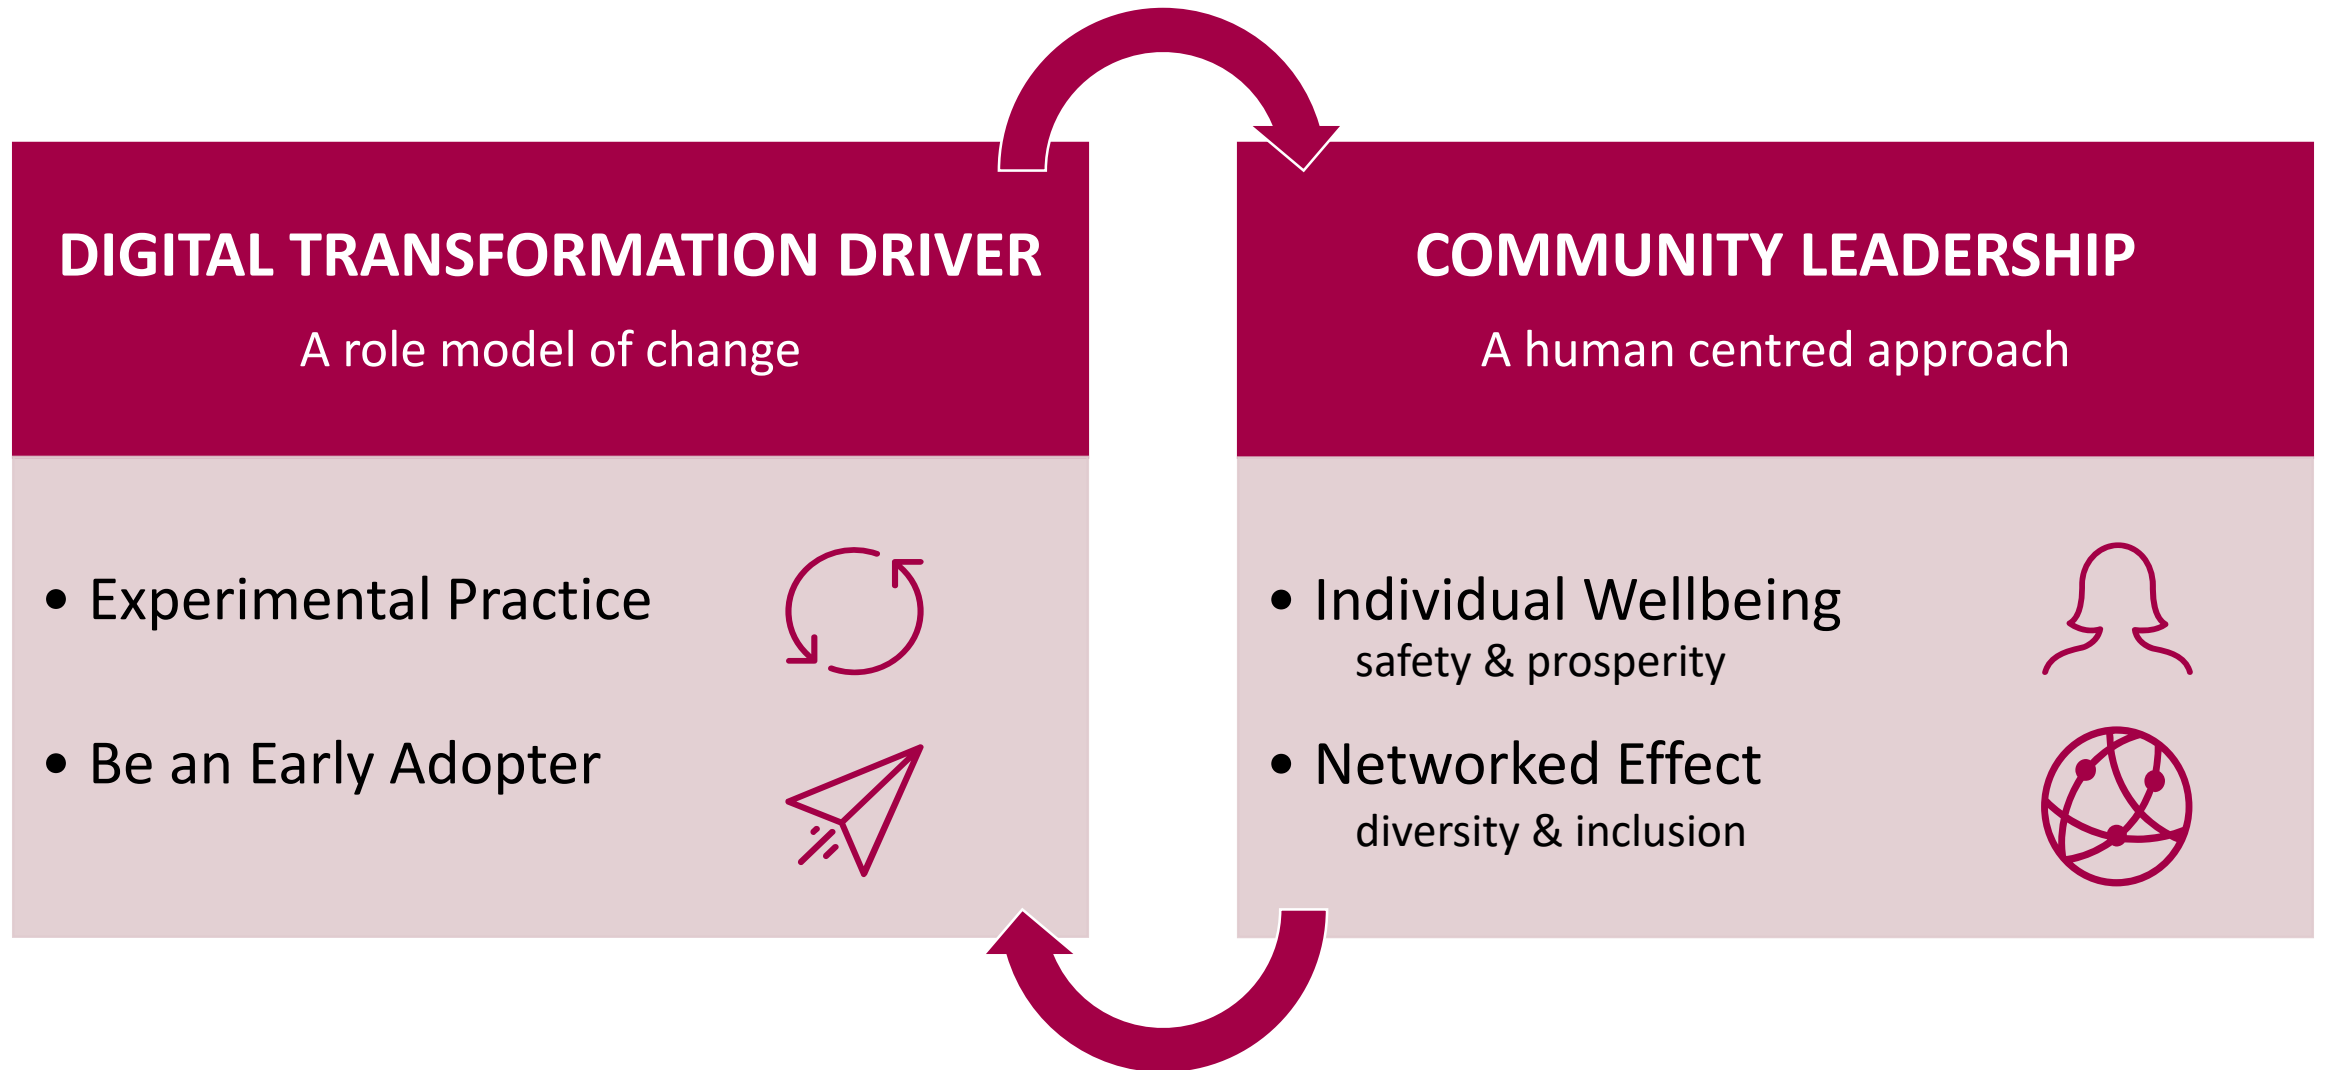 DIGITAL TRANSFORMATION DRIVER
A role model of change
• Experimental Practice
• Be an Early Adopter
COMMUNITY LEADERSHIP
A human centred approach
• Individual Wellbeing
safety & prosperity
• Networked Effect
diversity & inclusion